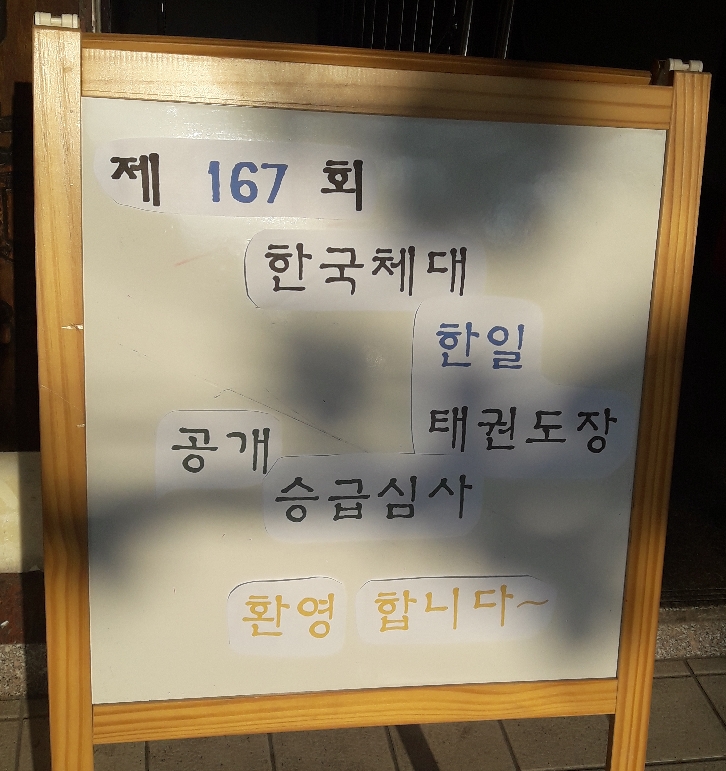 제 167 회
한국체대
한일
태권도장
공개
승급심사
환영 합니다~